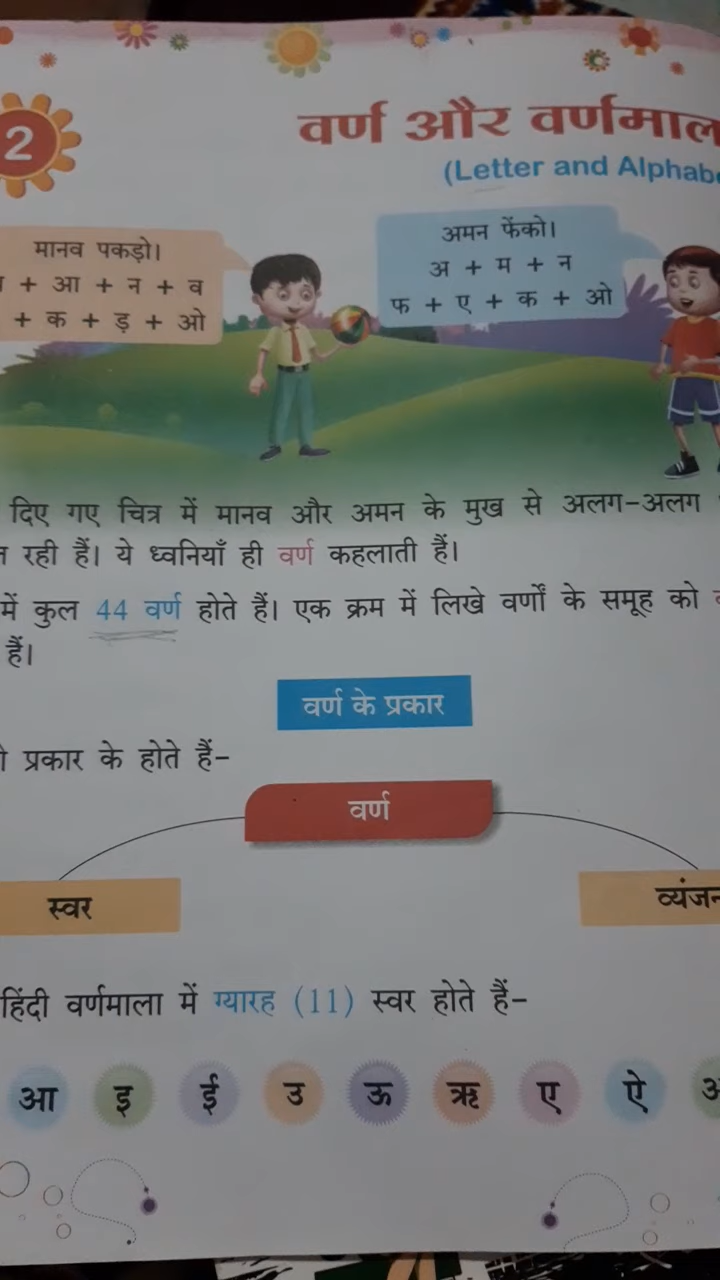 2
वर्ण और वर्णमाल
(Letter and Alphab
मानव पकड़ो।
+ आ + न + व
+ क + ड़ + ओ
अमन फेंको।
अ + म + न
फ + ए + क + ओ
दिए गए चित्र में मानव और अमन के मुख से अलग-अलग
रही हैं। ये ध्वनियाँ ही वर्ण कहलाती हैं।
में कुल 44 वर्ण होते हैं। एक क्रम में लिखे वर्णों के समूह को
हैं।
वर्ण के प्रकार
प्रकार के होते हैं-
वर्ण
स्वर
व्यंजन
हिंदी वर्णमाला में ग्यारह (11) स्वर होते हैं-
आ इ ई उ ऊ ऋ ए ऐ